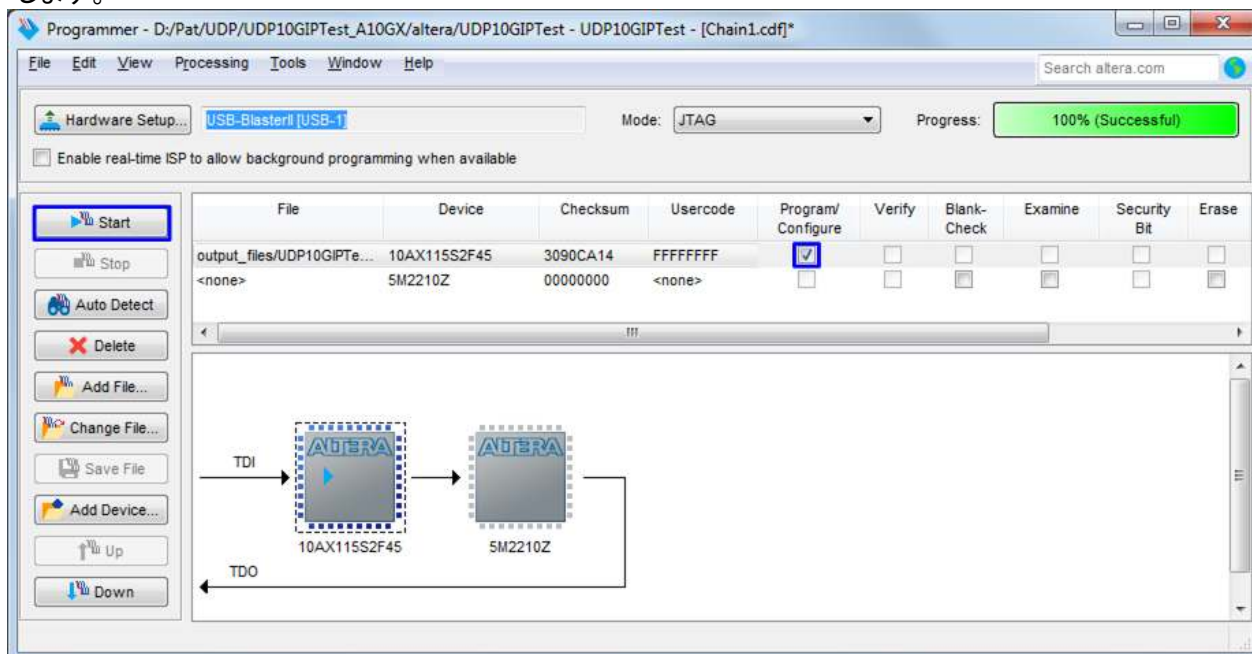 します。
Programmer - D:/Pat/UDP/UDP10GIPTest_A10GX/altera/UDP10GIPTest - UDP10GIPTest - [Chain1.cdf]*
File Edit View Processing Tools Window Help
Search altera.com
Hardware Setup... USB-BlasterII [USB-1] Mode: JTAG Progress: 100% (Successful)
Enable real-time ISP to allow background programming when available
Start
Stop
Auto Detect
Delete
Add File...
Change File...
Save File
Add Device...
Up
Down
File Device Checksum Usercode Program/ Configure Verify Blank- Check Examine Security Bit Erase
output_files/UDP10GIPTe... 10AX115S2F45 3090CA14 FFFFFFFF
<none> 5M2210Z 00000000 <none>
TDI
ALTERA ALTERA
10AX115S2F45 5M2210Z
TDO